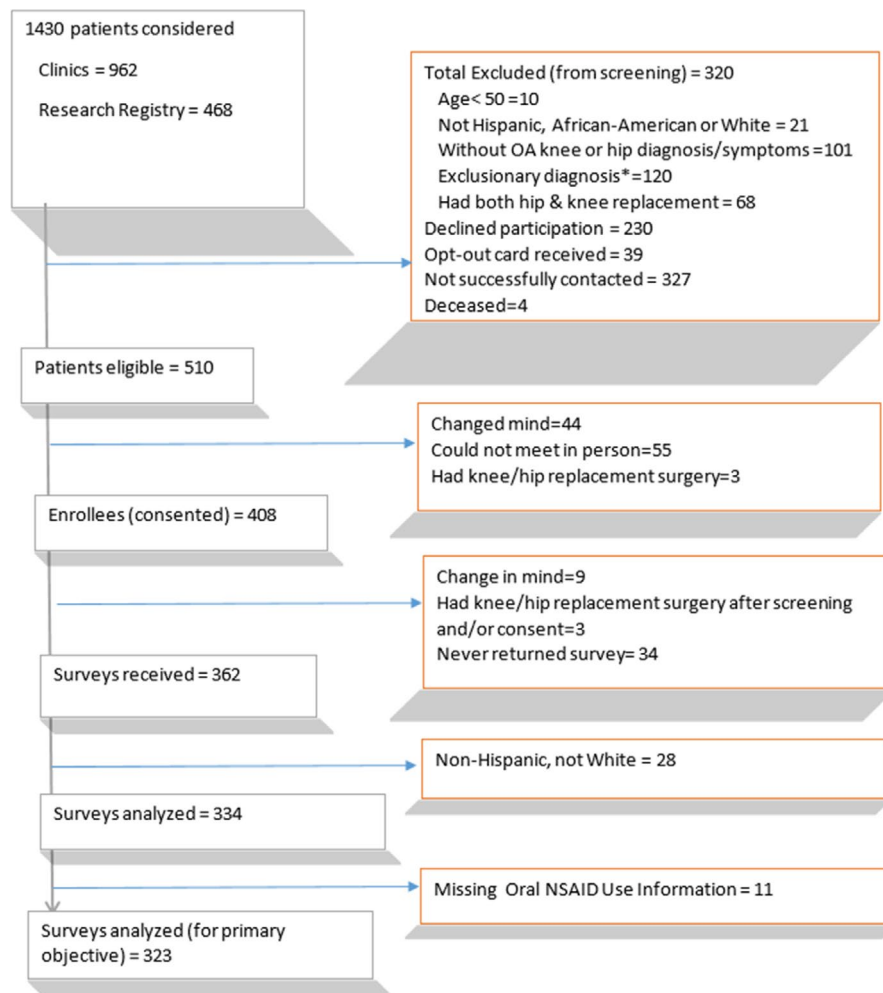 1430 patients considered
Clinics = 962
Research Registry = 468
Total Excluded (from screening) = 320
Age< 50 =10
Not Hispanic, African-American or White = 21
Without OA knee or hip diagnosis/symptoms =101
Exclusionary diagnosis*=120
Had both hip & knee replacement = 68
Declined participation = 230
Opt-out card received = 39
Not successfully contacted = 327
Deceased=4
Patients eligible = 510
Changed mind=44
Could not meet in person=55
Had knee/hip replacement surgery=3
Enrollees (consented) = 408
Change in mind=9
Had knee/hip replacement surgery after screening
and/or consent=3
Never returned survey= 34
Surveys received = 362
Non-Hispanic, not White = 28
Surveys analyzed = 334
Missing Oral NSAID Use Information = 11
Surveys analyzed (for primary
objective) = 323